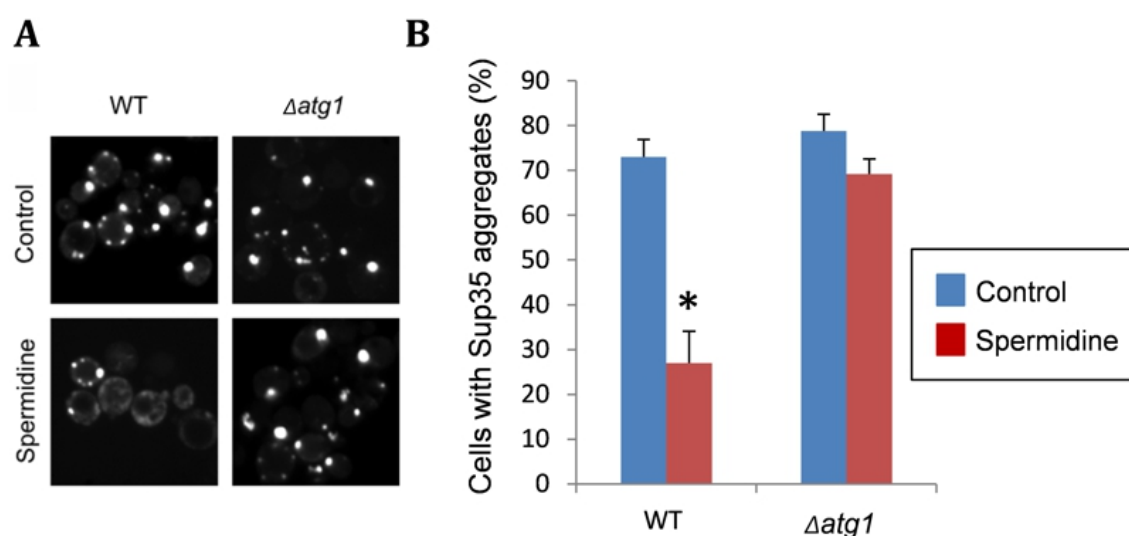 A
WT
Δatg1
Control
Spermidine
B
Cells with Sup35 aggregates (%)
90
80
70
60
50
40
30
20
10
0
*
WT
Δatg1
Control
Spermidine